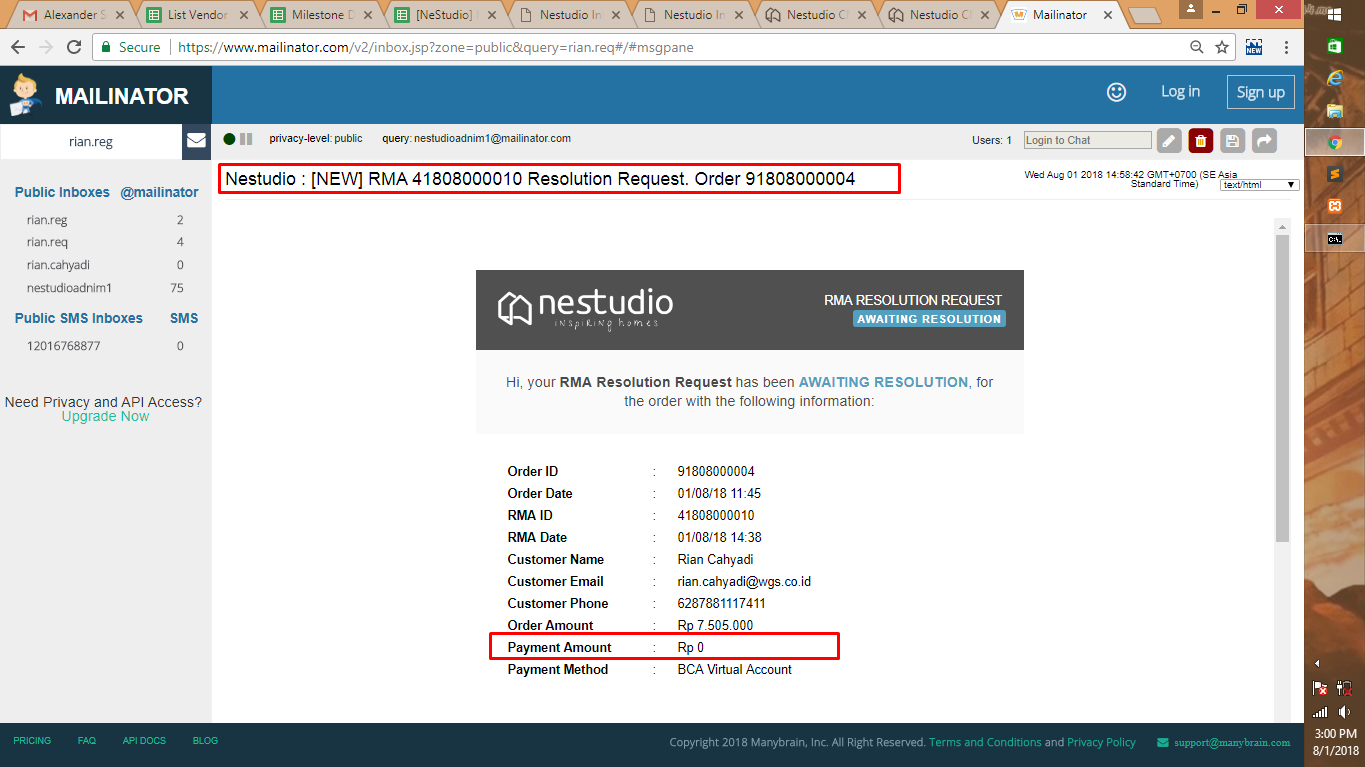 Alexander S
List Vendor
Milestone D
[NeStudio]
Nestudio In
Nestudio In
Nestudio C
Nestudio C
Mailinator
Secure
https://www.mailinator.com/v2/inbox.jsp?zone=public&query=rian.req#/#msgpane
NEW
MAILINATOR
Log in
Sign up
rian.reg
privacy-level: public
query: nestudioadnim1@mailinator.com
Users: 1
Login to Chat
Public Inboxes @mailinator
rian.reg 2
rian.req 4
rian.cahyadi 0
nestudioadnim1 75
Public SMS Inboxes SMS
12016768877 0
Need Privacy and API Access?
Upgrade Now
Nestudio : [NEW] RMA 41808000010 Resolution Request. Order 91808000004
Wed Aug 01 2018 14:58:42 GMT+0700 (SE Asia
Standard Time)
text/html
nestudio
inspiring homes
RMA RESOLUTION REQUEST
AWAITING RESOLUTION
Hi, your RMA Resolution Request has been AWAITING RESOLUTION, for
the order with the following information:
Order ID : 91808000004
Order Date : 01/08/18 11:45
RMA ID : 41808000010
RMA Date : 01/08/18 14:38
Customer Name : Rian Cahyadi
Customer Email : rian.cahyadi@wgs.co.id
Customer Phone : 6287881117411
Order Amount : Rp 7.505.000
Payment Amount : Rp 0
Payment Method : BCA Virtual Account
PRICING
FAQ
API DOCS
BLOG
Copyright 2018 Manybrain, Inc. All Right Reserved. Terms and Conditions and Privacy Policy
support@manybrain.com
3:00 PM
8/1/2018